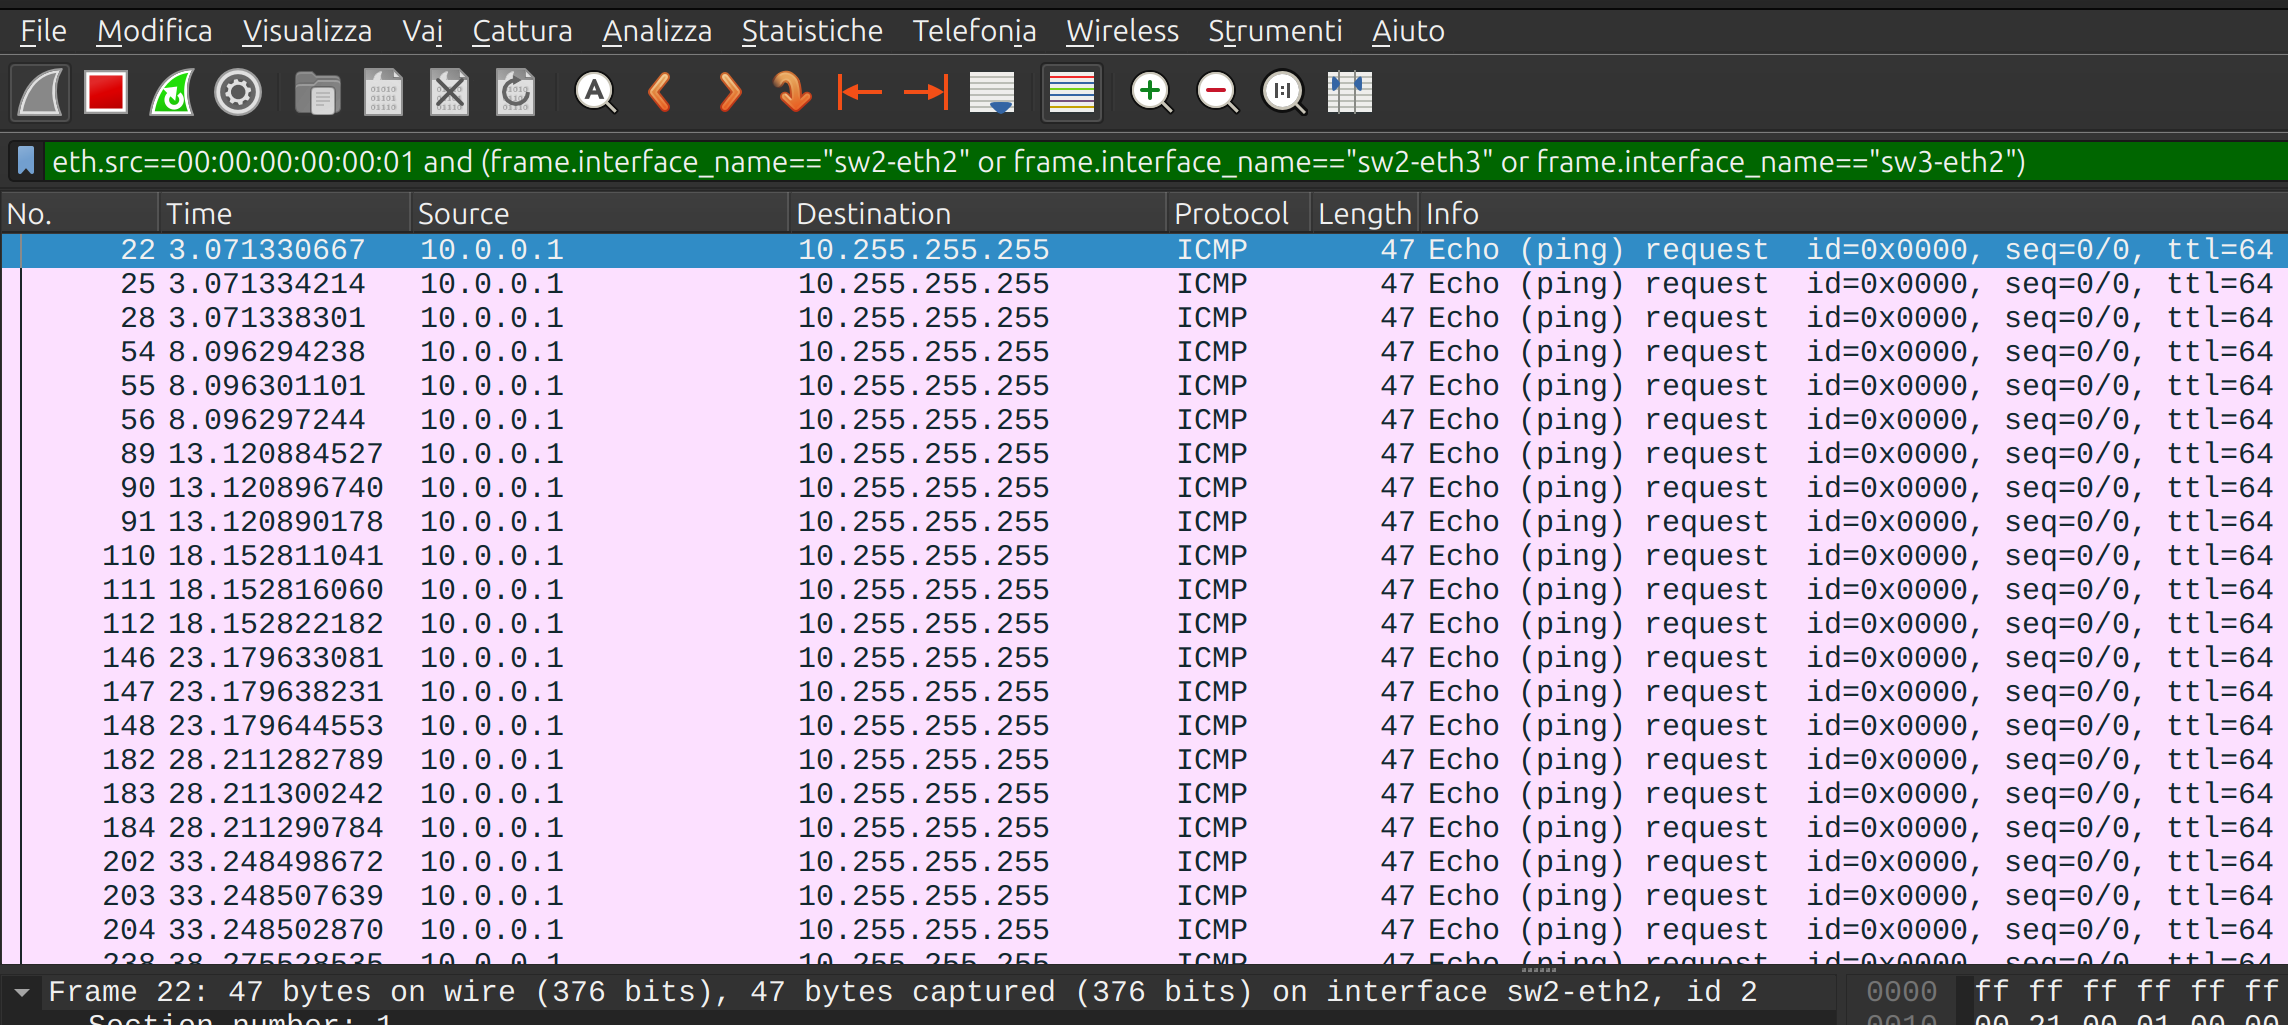 File Modifica Visualizza Vai Cattura Analizza Statistiche Telefonia Wireless Strumenti Aiuto
eth.src==00:00:00:00:00:01 and (frame.interface_name=="sw2-eth2" or frame.interface_name=="sw2-eth3" or frame.interface_name=="sw3-eth2")
No. Time Source Destination Protocol Length Info
22 3.071330667 10.0.0.1 10.255.255.255 ICMP 47 Echo (ping) request id=0x0000, seq=0/0, ttl=64
25 3.071334214 10.0.0.1 10.255.255.255 ICMP 47 Echo (ping) request id=0x0000, seq=0/0, ttl=64
28 3.071338301 10.0.0.1 10.255.255.255 ICMP 47 Echo (ping) request id=0x0000, seq=0/0, ttl=64
54 8.096294238 10.0.0.1 10.255.255.255 ICMP 47 Echo (ping) request id=0x0000, seq=0/0, ttl=64
55 8.096301101 10.0.0.1 10.255.255.255 ICMP 47 Echo (ping) request id=0x0000, seq=0/0, ttl=64
56 8.096297244 10.0.0.1 10.255.255.255 ICMP 47 Echo (ping) request id=0x0000, seq=0/0, ttl=64
89 13.120884527 10.0.0.1 10.255.255.255 ICMP 47 Echo (ping) request id=0x0000, seq=0/0, ttl=64
90 13.120896740 10.0.0.1 10.255.255.255 ICMP 47 Echo (ping) request id=0x0000, seq=0/0, ttl=64
91 13.120890178 10.0.0.1 10.255.255.255 ICMP 47 Echo (ping) request id=0x0000, seq=0/0, ttl=64
110 18.152811041 10.0.0.1 10.255.255.255 ICMP 47 Echo (ping) request id=0x0000, seq=0/0, ttl=64
111 18.152816060 10.0.0.1 10.255.255.255 ICMP 47 Echo (ping) request id=0x0000, seq=0/0, ttl=64
112 18.152822182 10.0.0.1 10.255.255.255 ICMP 47 Echo (ping) request id=0x0000, seq=0/0, ttl=64
146 23.179633081 10.0.0.1 10.255.255.255 ICMP 47 Echo (ping) request id=0x0000, seq=0/0, ttl=64
147 23.179638231 10.0.0.1 10.255.255.255 ICMP 47 Echo (ping) request id=0x0000, seq=0/0, ttl=64
148 23.179644553 10.0.0.1 10.255.255.255 ICMP 47 Echo (ping) request id=0x0000, seq=0/0, ttl=64
182 28.211282789 10.0.0.1 10.255.255.255 ICMP 47 Echo (ping) request id=0x0000, seq=0/0, ttl=64
183 28.211300242 10.0.0.1 10.255.255.255 ICMP 47 Echo (ping) request id=0x0000, seq=0/0, ttl=64
184 28.211290784 10.0.0.1 10.255.255.255 ICMP 47 Echo (ping) request id=0x0000, seq=0/0, ttl=64
202 33.248498672 10.0.0.1 10.255.255.255 ICMP 47 Echo (ping) request id=0x0000, seq=0/0, ttl=64
203 33.248507639 10.0.0.1 10.255.255.255 ICMP 47 Echo (ping) request id=0x0000, seq=0/0, ttl=64
204 33.248502870 10.0.0.1 10.255.255.255 ICMP 47 Echo (ping) request id=0x0000, seq=0/0, ttl=64
238 38.275528535 10.0.0.1 10.255.255.255 ICMP 47 Echo (ping) request id=0x0000, seq=0/0, ttl=64
Frame 22: 47 bytes on wire (376 bits), 47 bytes captured (376 bits) on interface sw2-eth2, id 2
0000 ff ff ff ff ff ff
Section number: 1
0010 00 21 00 01 00 00